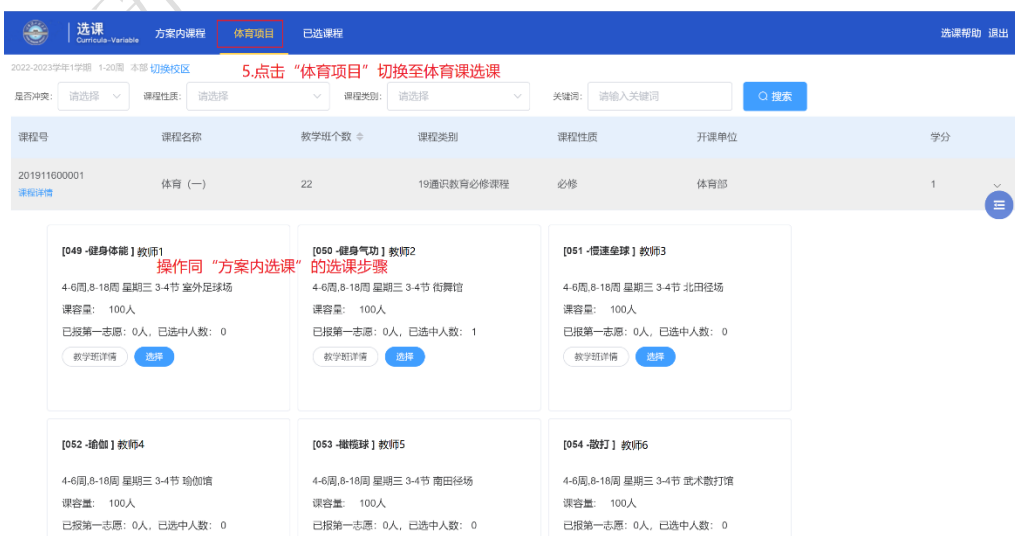 选课 方案内课程 体育项目 已选课程 选课帮助 退出
Curricula-Variable
2022-2023学年1学期 1-20周 本部 切换校区
5.点击“体育项目”切换至体育课选课
是否冲突: 请选择 课程性质: 请选择 课程类别: 请选择 关键词: 请输入关键词 搜索
课程号 课程名称 教学班个数 课程类别 课程性质 开课单位 学分
201911600001 体育（一） 22 19通识教育必修课程 必修 体育部 1
课程详情
[049 -健身体能 ] 教师1 [050 -健身气功 ] 教师2 [051 -慢速垒球 ] 教师3
操作同“方案内选课”的选课步骤
4-6周,8-18周 星期三 3-4节 室外足球场 4-6周,8-18周 星期三 3-4节 街舞馆 4-6周,8-18周 星期三 3-4节 北田径场
课容量: 100人 课容量: 100人 课容量: 100人
已报第一志愿: 0人, 已选中人数: 0 已报第一志愿: 0人, 已选中人数: 1 已报第一志愿: 0人, 已选中人数: 0
教学班详情 选择 教学班详情 选择 教学班详情 选择
[052 -瑜伽 ] 教师4 [053 -橄榄球 ] 教师5 [054 -散打 ] 教师6
4-6周,8-18周 星期三 3-4节 瑜伽馆 4-6周,8-18周 星期三 3-4节 南田径场 4-6周,8-18周 星期三 3-4节 武术散打馆
课容量: 100人 课容量: 100人 课容量: 100人
已报第一志愿: 0人, 已选中人数: 0 已报第一志愿: 0人, 已选中人数: 0 已报第一志愿: 0人, 已选中人数: 0